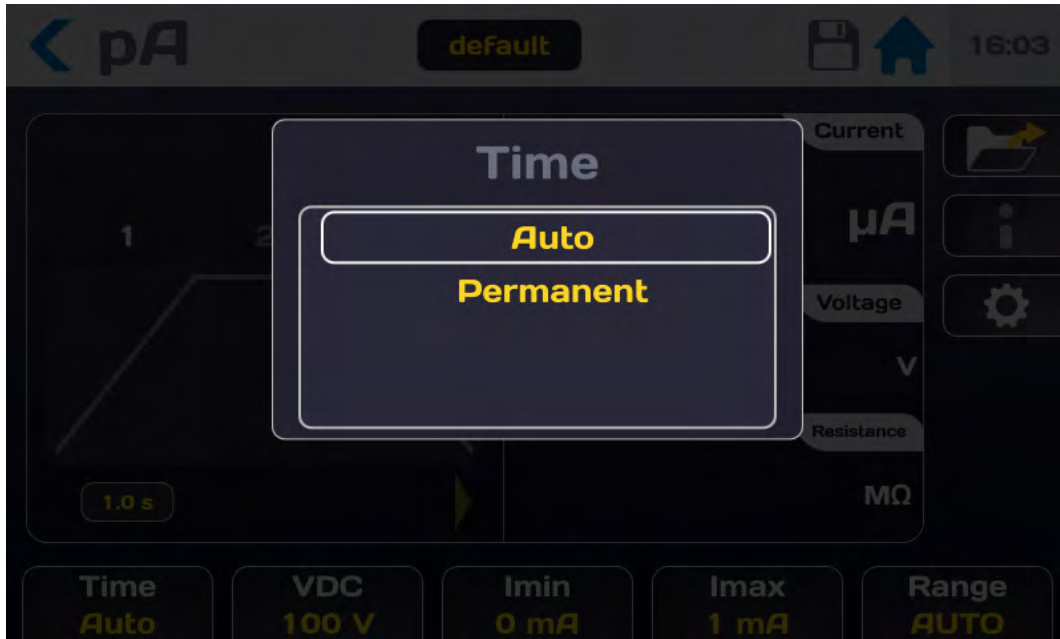 pA default 16:03
Time
Auto
Permanent
1 2
1.0 s
Current
µA
Voltage
V
Resistance
MΩ
Time VDC Imin Imax Range
Auto 100 V 0 mA 1 mA AUTO